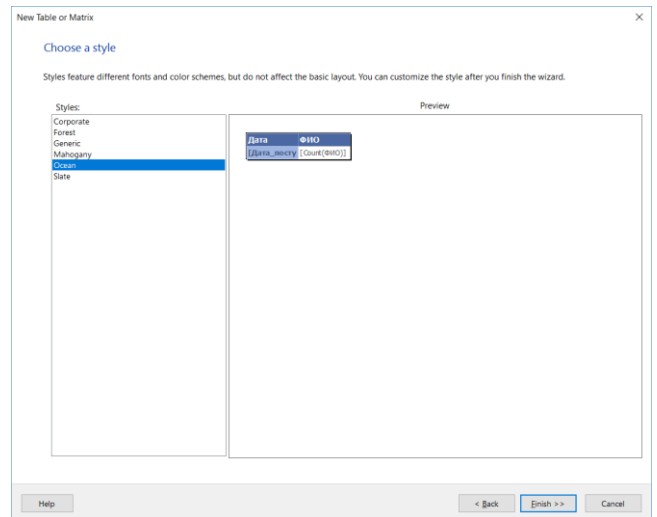 New Table or Matrix
Choose a style
Styles feature different fonts and color schemes, but do not affect the basic layout. You can customize the style after you finish the wizard.
Styles:
Preview
Corporate
Forest
Generic
Mahogany
Ocean
Slate
Дата ФИО
[Дата_посту [Count(ФИО)]
Help
< Back
Finish >>
Cancel